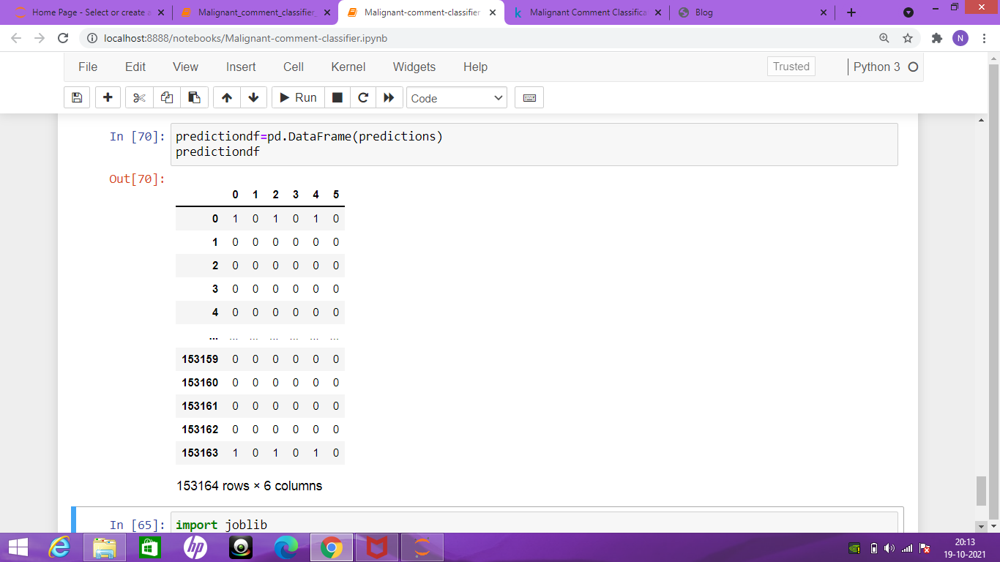 Home Page - Select or create a
Malignant_comment_classifier_
Malignant-comment-classifier
Malignant Comment Classifica
Blog
localhost:8888/notebooks/Malignant-comment-classifier.ipynb
N
File Edit View Insert Cell Kernel Widgets Help Trusted Python 3
Run Code
In [70]: predictiondf=pd.DataFrame(predictions)
predictiondf
Out[70]:
0 1 2 3 4 5
0 1 0 1 0 1 0
1 0 0 0 0 0 0
2 0 0 0 0 0 0
3 0 0 0 0 0 0
4 0 0 0 0 0 0
... ... ... ... ... ... ...
153159 0 0 0 0 0 0
153160 0 0 0 0 0 0
153161 0 0 0 0 0 0
153162 0 0 0 0 0 0
153163 1 0 1 0 1 0
153164 rows × 6 columns
In [65]: import joblib
hp
20:13
19-10-2021